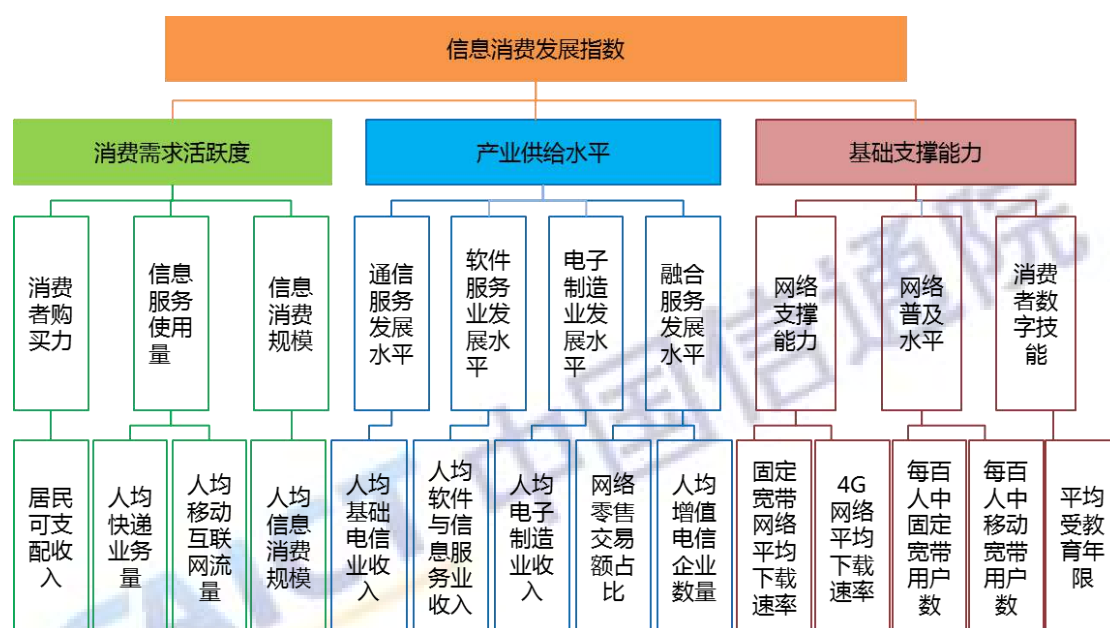 信息消费发展指数
消费需求活跃度
产业供给水平
基础支撑能力
消费
者购
买力
信息
服务
使用
量
信息
消费
规模
通信
服务
发展
水平
软件
服务
业发
展水
平
电子
制造
业发
展水
平
融合
服务
发展
水平
网络
支撑
能力
网络
普及
水平
消费
者数
字技
能
居民
可支
配收
入
人均
快递
业务
量
人均
移动
互联
网流
量
人均
信息
消费
规模
人均
基础
电信
业收
入
人均
软件
与信
息服
务业
收入
人均
电子
制造
业收
入
网络
零售
交易
额占
比
人均
增值
电信
企业
数量
固定
宽带
网络
平均
下载
速率
4G
网络
平均
下载
速率
每百
人中
固定
宽带
用户
数
每百
人中
移动
宽带
用户
数
平均
受教
育年
限
CAICT 中国信通院